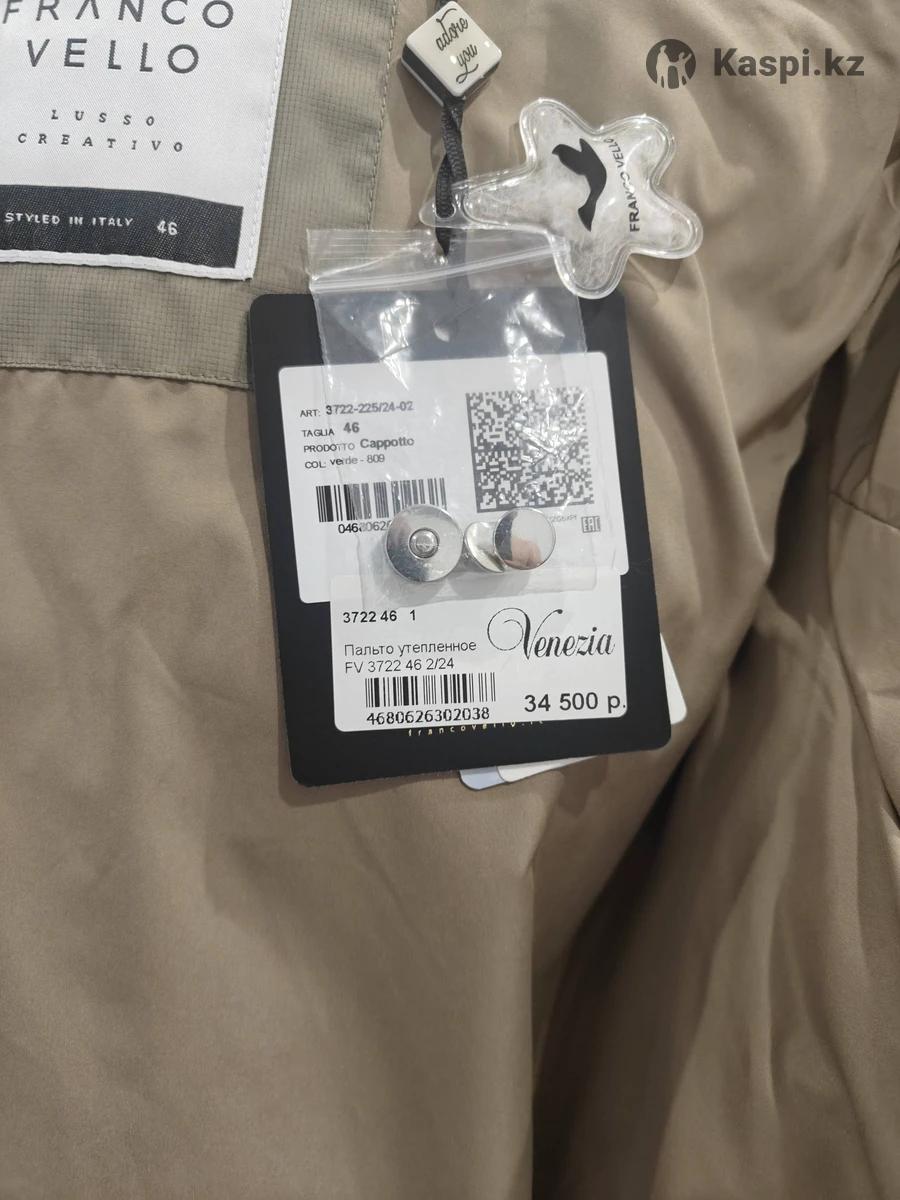 FRANCO
VELLO
LUSSO
CREATIVO
STYLED IN ITALY 46
adore
you
Kaspi.kz
FRANCO VELLO
ART: 3722-225/24-02
TAGLIA 46
PRODOTTO Cappotto
COL: verde - 809
EAC
3722 46 1
Venezia
Пальто утепленное
FV 3722 46 2/24
4680626302038
34 500 р.